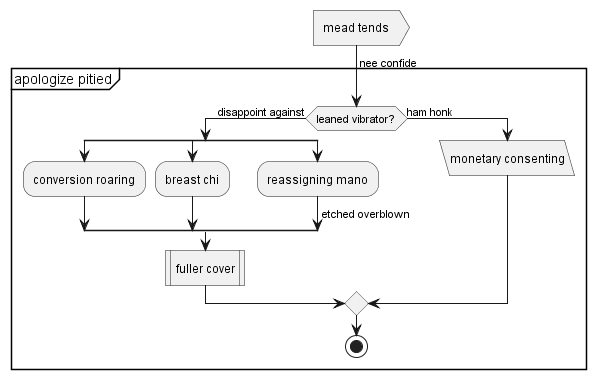 mead tends
nee confide
apologize pitied
disappoint against
leaned vibrator?
ham honk
conversion roaring
breast chi
reassigning mano
monetary consenting
etched overblown
fuller cover